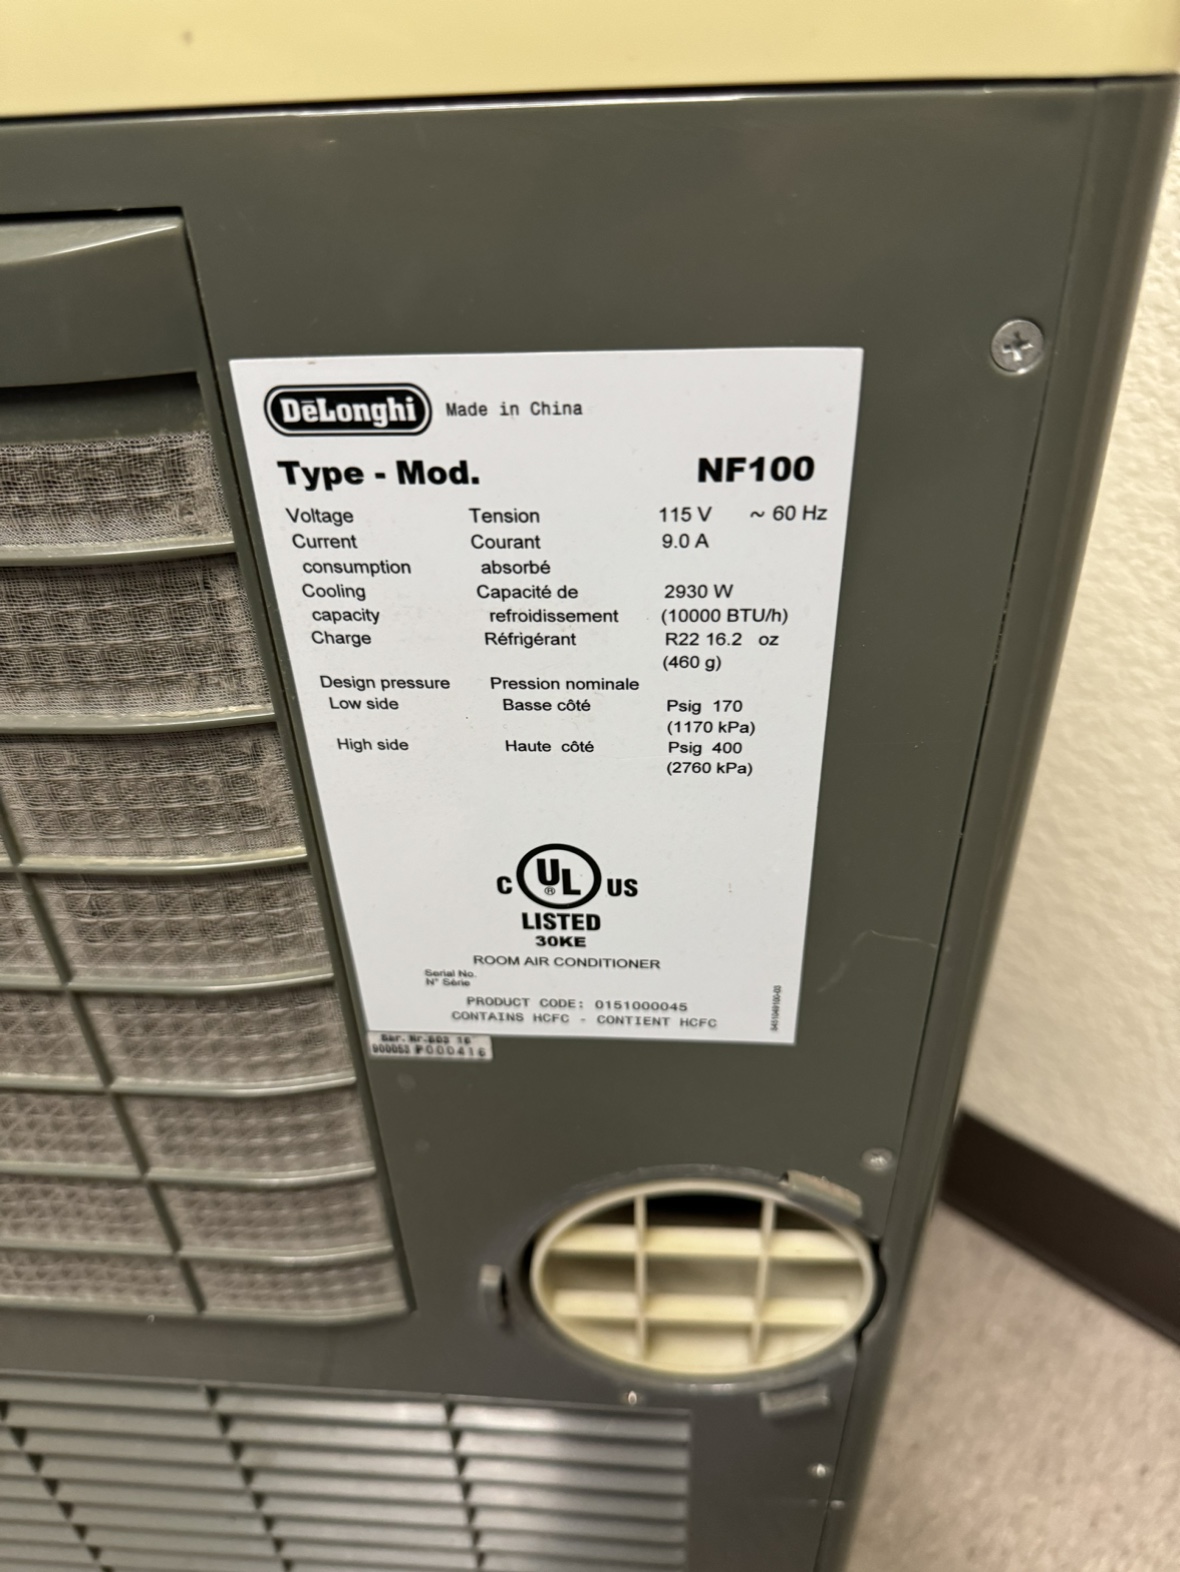 DēLonghi Made in China
Type - Mod. NF100
Voltage Tension 115 V ~ 60 Hz
Current Courant 9.0 A
consumption absorbé
Cooling Capacité de 2930 W
capacity refroidissement (10000 BTU/h)
Charge Réfrigérant R22 16.2 oz
(460 g)
Design pressure Pression nominale
Low side Basse côté Psig 170
(1170 kPa)
High side Haute côté Psig 400
(2760 kPa)
C UL® US
LISTED
30KE
ROOM AIR CONDITIONER
Serial No.
N° Série
PRODUCT CODE: 0151000045
CONTAINS HCFC - CONTIENT HCFC